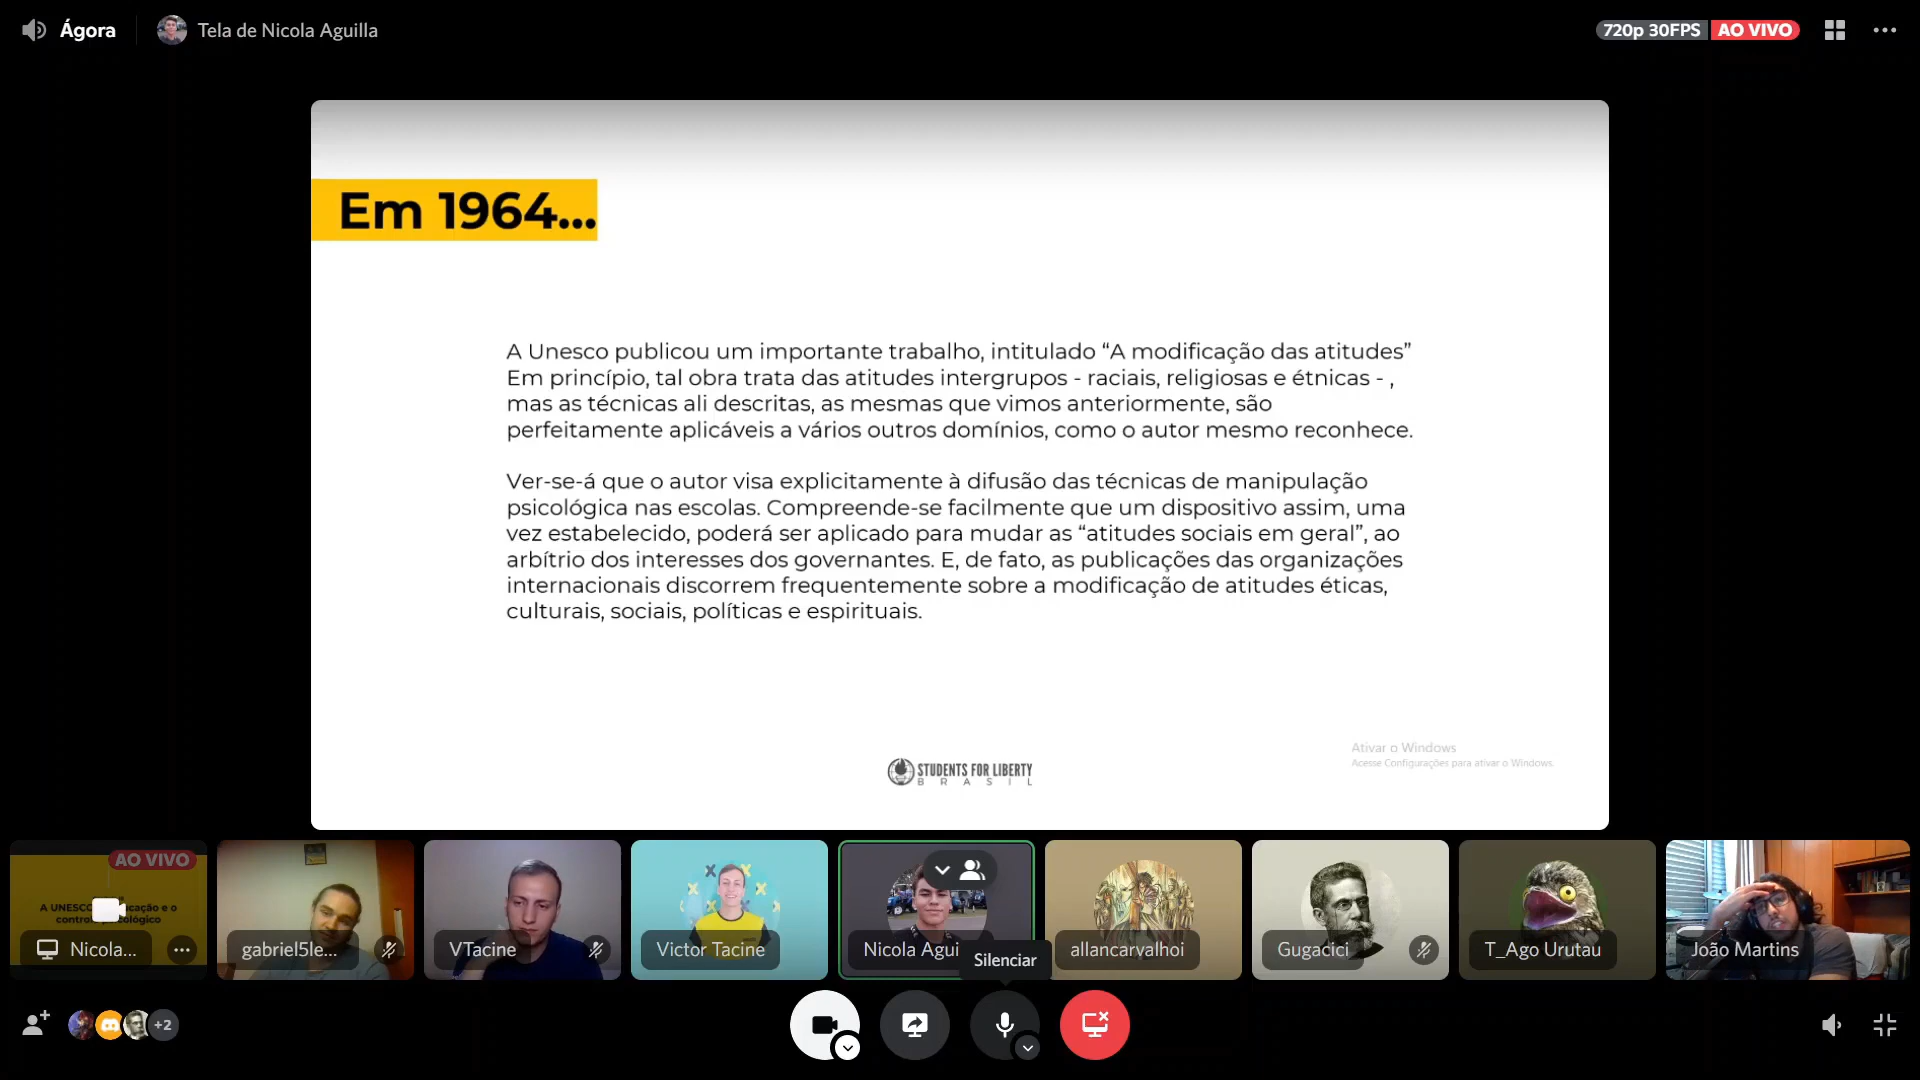 Ágora
Tela de Nicola Aguilla
720p 30FPS
AO VIVO
Em 1964...
A Unesco publicou um importante trabalho, intitulado “A modificação das atitudes”
Em princípio, tal obra trata das atitudes intergrupos - raciais, religiosas e étnicas - ,
mas as técnicas ali descritas, as mesmas que vimos anteriormente, são
perfeitamente aplicáveis a vários outros domínios, como o autor mesmo reconhece.
Ver-se-á que o autor visa explicitamente à difusão das técnicas de manipulação
psicológica nas escolas. Compreende-se facilmente que um dispositivo assim, uma
vez estabelecido, poderá ser aplicado para mudar as “atitudes sociais em geral”, ao
arbítrio dos interesses dos governantes. E, de fato, as publicações das organizações
internacionais discorrem frequentemente sobre a modificação de atitudes éticas,
culturais, sociais, políticas e espirituais.
STUDENTS FOR LIBERTY
BRASIL
Ativar o Windows
Acesse Configurações para ativar o Windows.
AO VIVO
A UNESCO
cação e o
contro
ológico
Nicola...
gabriel5le...
VTacine
Victor Tacine
Nicola Agui
Silenciar
allancarvalhoi
Gugacici
T_Ago Urutau
João Martins
+2